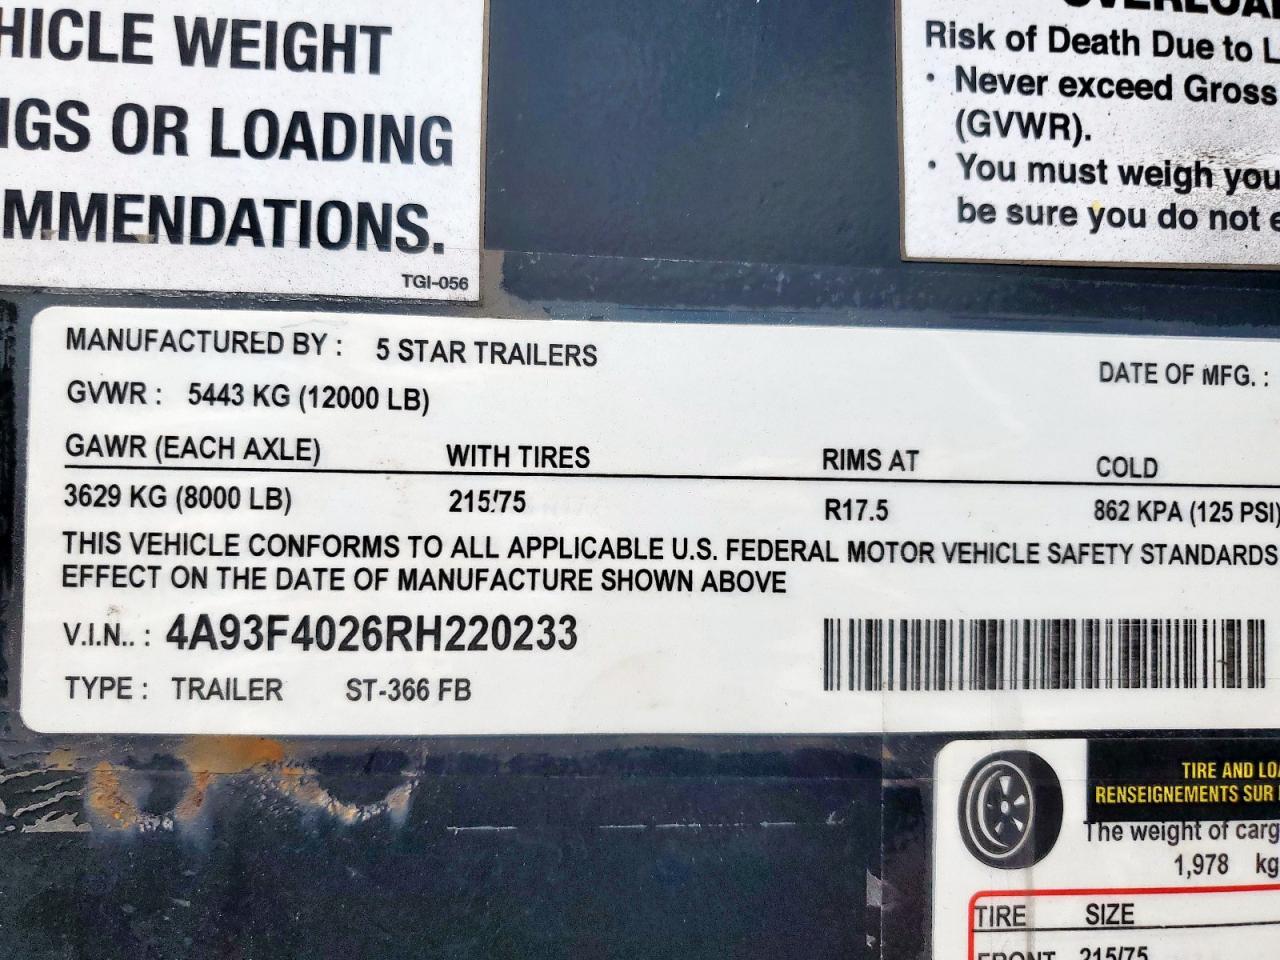 HICLE WEIGHT
NGS OR LOADING
MMENDATIONS.
TGI-056
OVERLOA
Risk of Death Due to L
• Never exceed Gross
(GVWR).
• You must weigh you
be sure you do not e
MANUFACTURED BY : 5 STAR TRAILERS
DATE OF MFG. :
GVWR : 5443 KG (12000 LB)
GAWR (EACH AXLE) WITH TIRES RIMS AT COLD
3629 KG (8000 LB) 215/75 R17.5 862 KPA (125 PSI)
THIS VEHICLE CONFORMS TO ALL APPLICABLE U.S. FEDERAL MOTOR VEHICLE SAFETY STANDARDS
EFFECT ON THE DATE OF MANUFACTURE SHOWN ABOVE
V.I.N.. : 4A93F4026RH220233
TYPE : TRAILER ST-366 FB
TIRE AND LOA
RENSEIGNEMENTS SUR
The weight of carg
1,978 kg
TIRE SIZE
FRONT 215/75